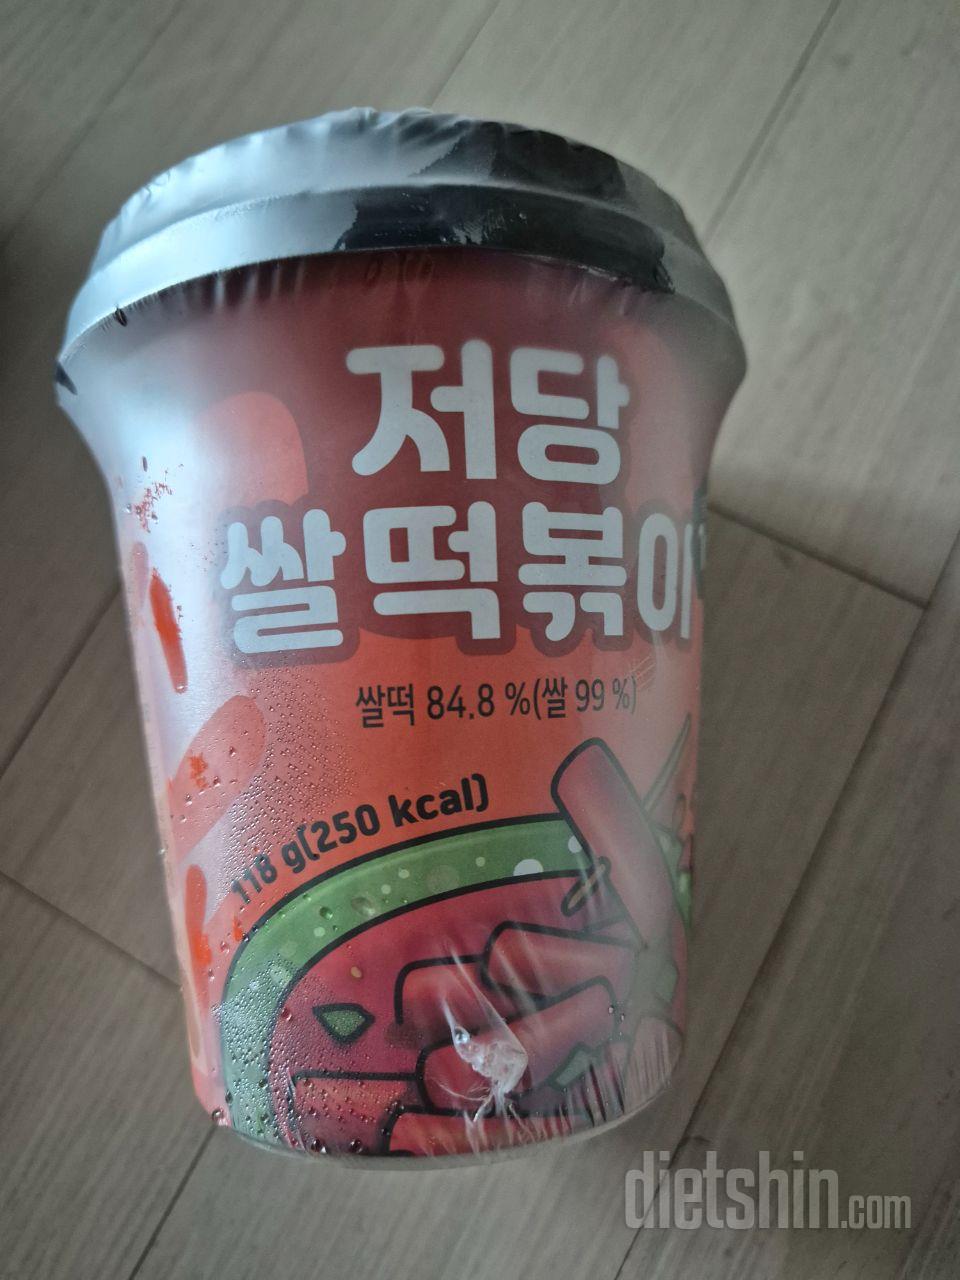 저당
쌀떡볶이
쌀떡 84.8 %(쌀 99 %)
118 g(250 kcal)
dietshin.com